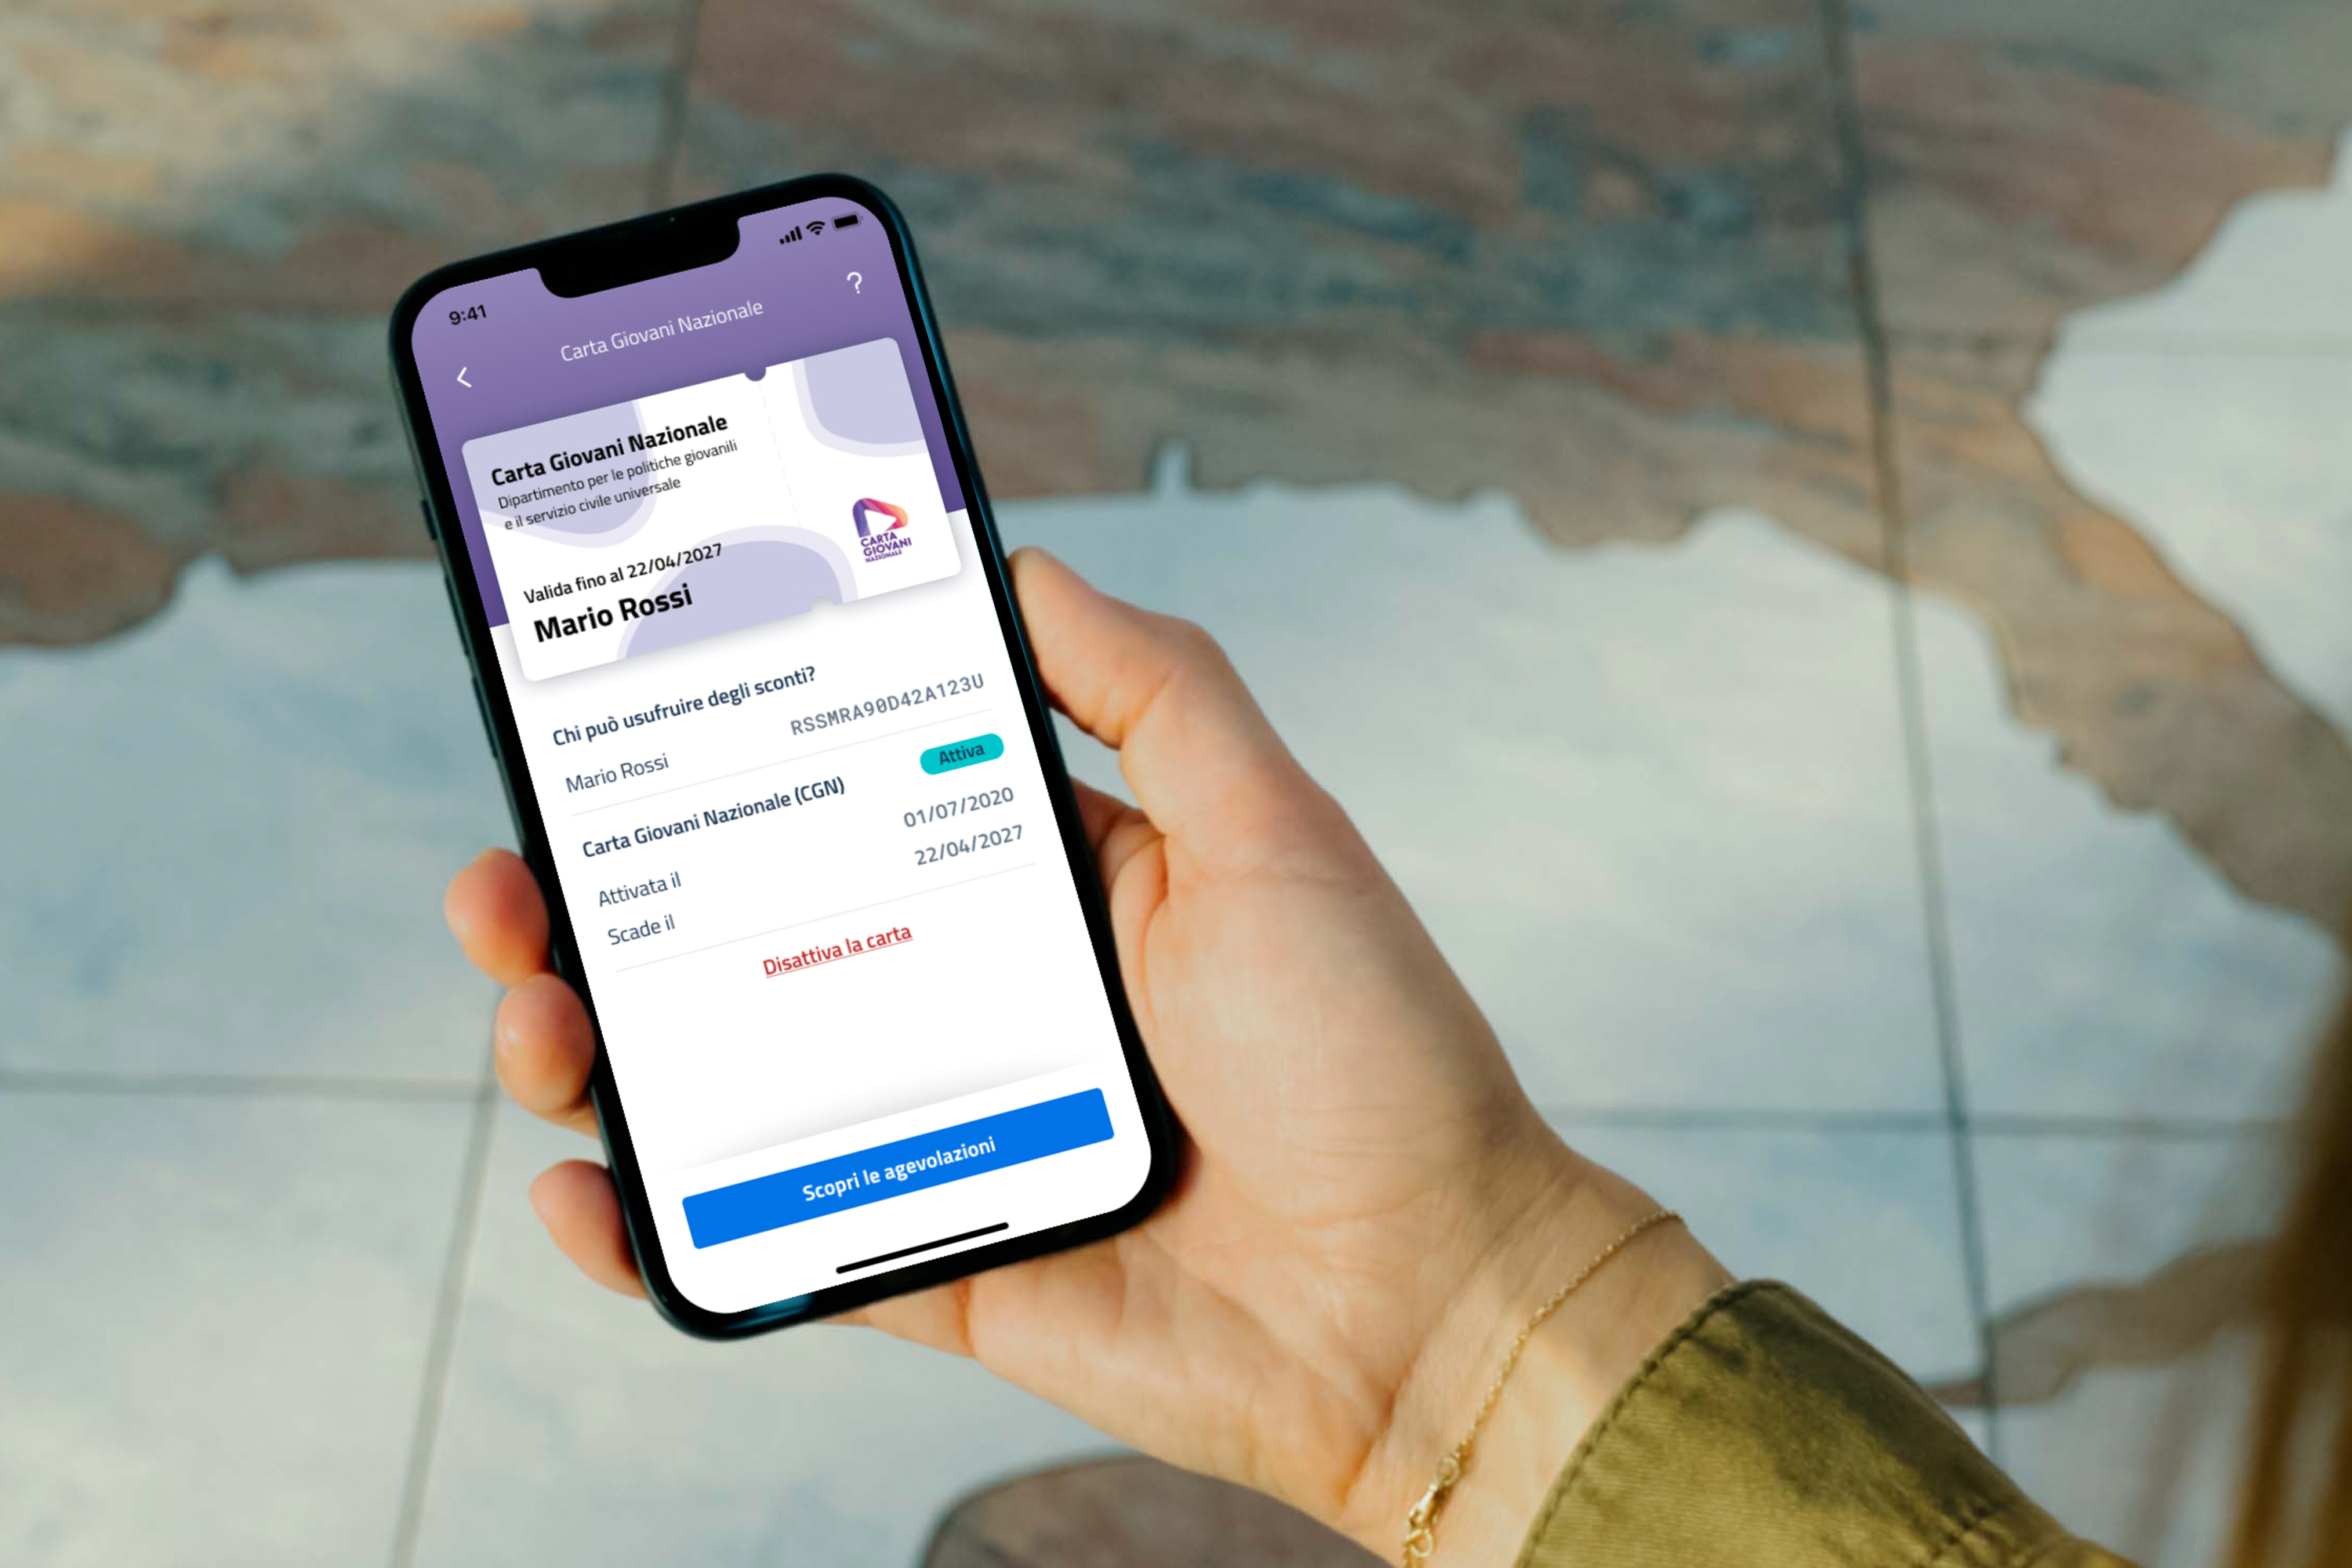 9:41
Carta Giovani Nazionale
?
Carta Giovani Nazionale
Dipartimento per le politiche giovanili
e il servizio civile universale
CARTA
GIOVANI
NAZIONALE
Valida fino al 22/04/2027
Mario Rossi
Chi può usufruire degli sconti?
Mario Rossi RSSMRA90D42A123U
Carta Giovani Nazionale (CGN) Attiva
Attivata il 01/07/2020
Scade il 22/04/2027
Disattiva la carta
Scopri le agevolazioni